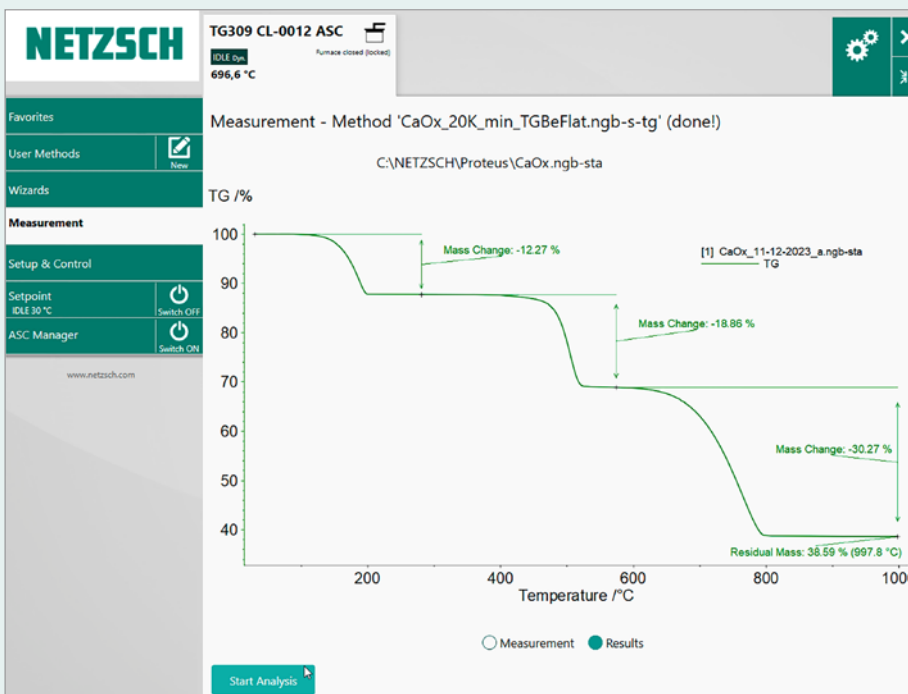 NETZSCH
TG309 CL-0012 ASC
IDLE Dyn.
Furnace closed (locked)
696,6 °C
Favorites
User Methods
New
Wizards
Measurement
Setup & Control
Setpoint
IDLE 30 °C
Switch OFF
ASC Manager
Switch ON
www.netzsch.com
Measurement - Method 'CaOx_20K_min_TGBeFlat.ngb-s-tg' (done!)
C:\NETZSCH\Proteus\CaOx.ngb-sta
TG /%
100
90
80
70
60
50
40
Mass Change: -12.27 %
[1] CaOx_11-12-2023_a.ngb-sta
TG
Mass Change: -18.86 %
Mass Change: -30.27 %
Residual Mass: 38.59 % (997.8 °C)
200
400
600
800
1000
Temperature /°C
Measurement
Results
Start Analysis